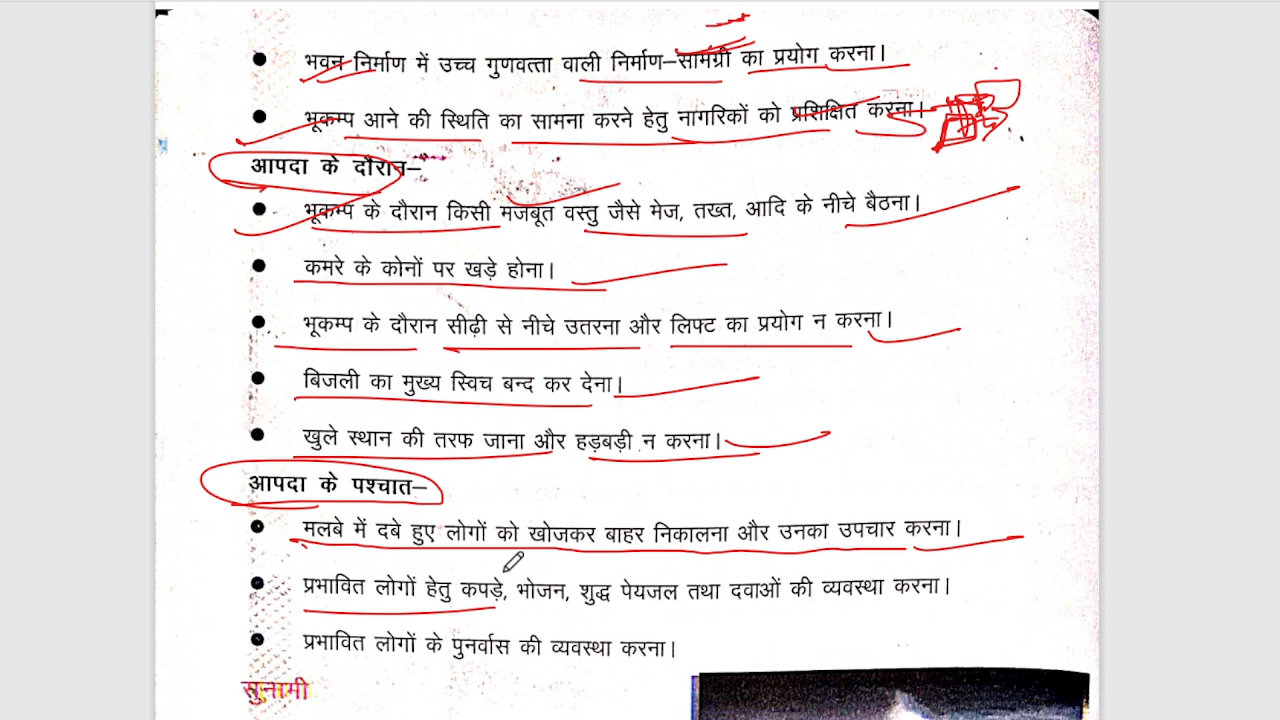 भवन निर्माण में उच्च गुणवत्ता वाली निर्माण–सामग्री का प्रयोग करना।
भूकम्प आने की स्थिति का सामना करने हेतु नागरिकों को प्रशिक्षित करना।
आपदा के दौरान–
भूकम्प के दौरान किसी मजबूत वस्तु जैसे मेज, तख्त, आदि के नीचे बैठना।
कमरे के कोनों पर खड़े होना।
भूकम्प के दौरान सीढ़ी से नीचे उतरना और लिफ्ट का प्रयोग न करना।
बिजली का मुख्य स्विच बन्द कर देना।
खुले स्थान की तरफ जाना और हड़बड़ी न करना।
आपदा के पश्चात–
मलबे में दबे हुए लोगों को खोजकर बाहर निकालना और उनका उपचार करना।
प्रभावित लोगों हेतु कपड़े, भोजन, शुद्ध पेयजल तथा दवाओं की व्यवस्था करना।
प्रभावित लोगों के पुनर्वास की व्यवस्था करना।
सुनामी